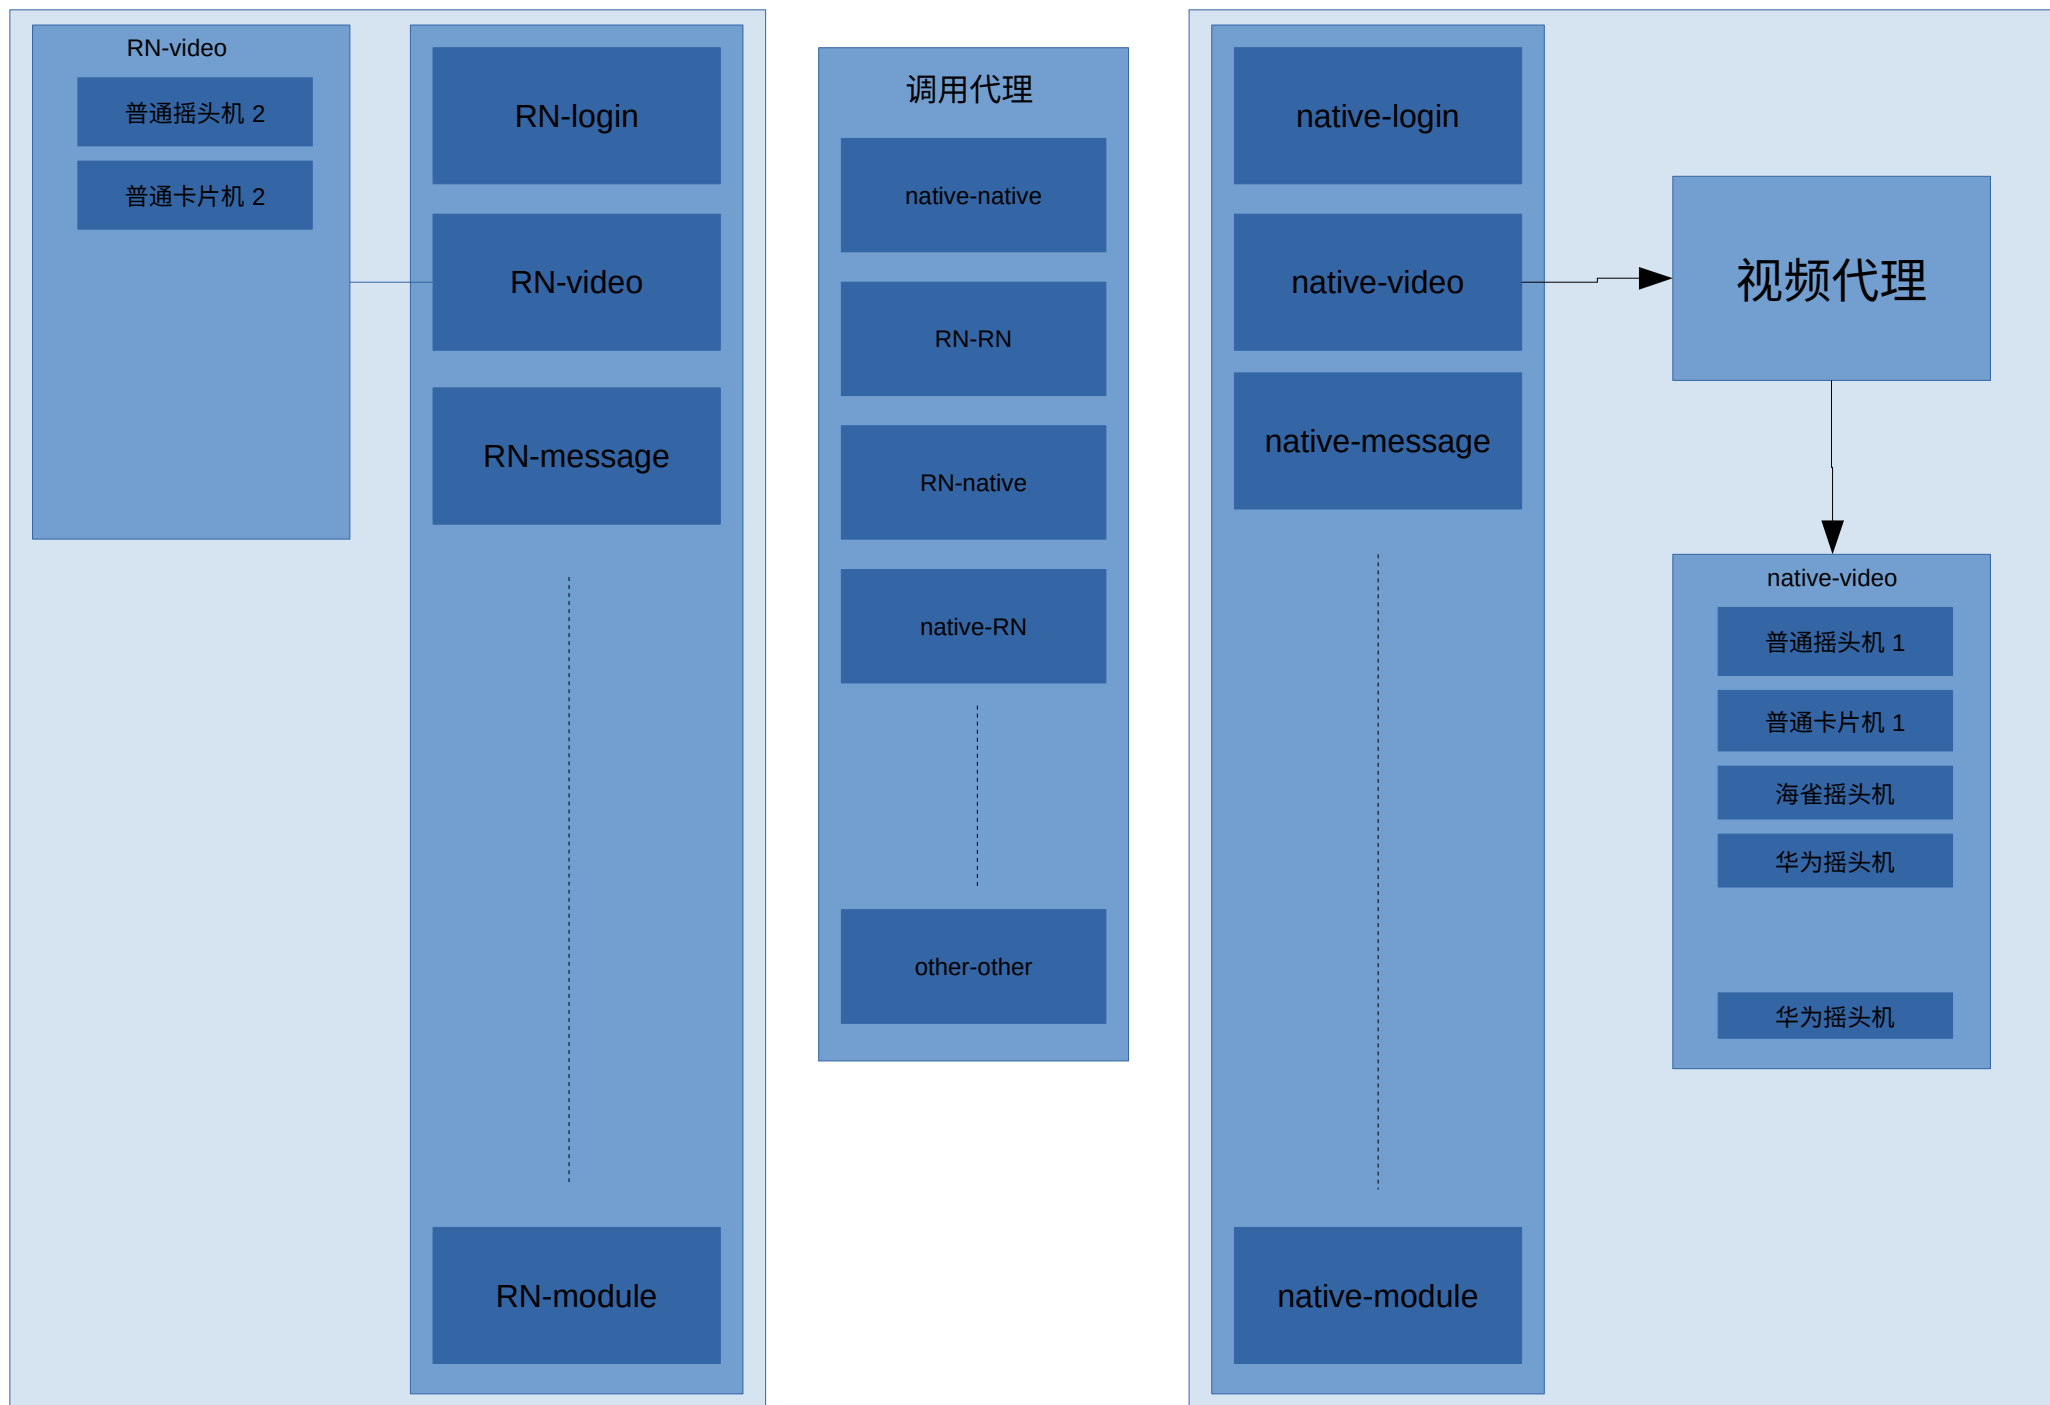 RN-video
普通摇头机 2
普通卡片机 2
RN-login
RN-video
RN-message
RN-module
调用代理
native-native
RN-RN
RN-native
native-RN
other-other
native-login
native-video
native-message
native-module
视频代理
native-video
普通摇头机 1
普通卡片机 1
海雀摇头机
华为摇头机
华为摇头机